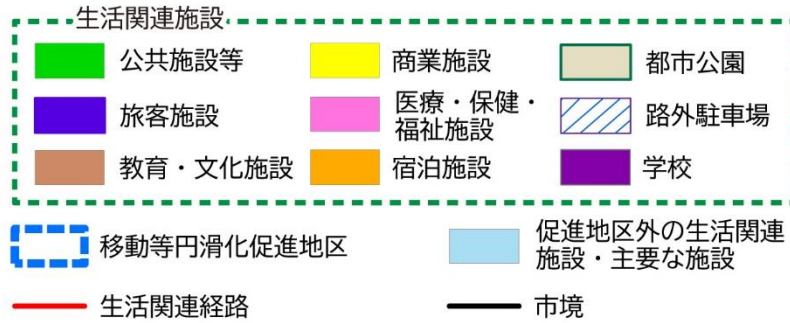 生活関連施設
公共施設等
商業施設
都市公園
旅客施設
医療・保健・
福祉施設
路外駐車場
教育・文化施設
宿泊施設
学校
移動等円滑化促進地区
促進地区外の生活関連
施設・主要な施設
生活関連経路
市境